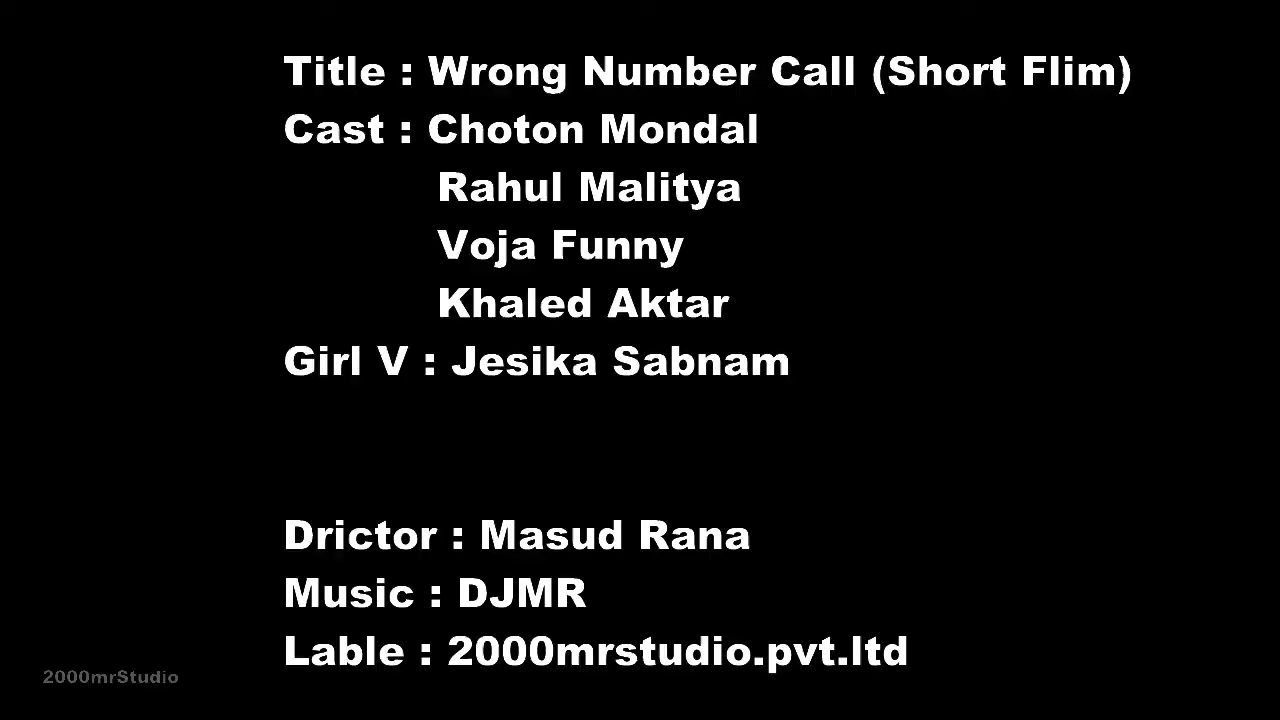 Title : Wrong Number Call (Short Flim)
Cast : Choton Mondal
Rahul Malitya
Voja Funny
Khaled Aktar
Girl V : Jesika Sabnam
Drictor : Masud Rana
Music : DJMR
Lable : 2000mrstudio.pvt.ltd
2000mrStudio